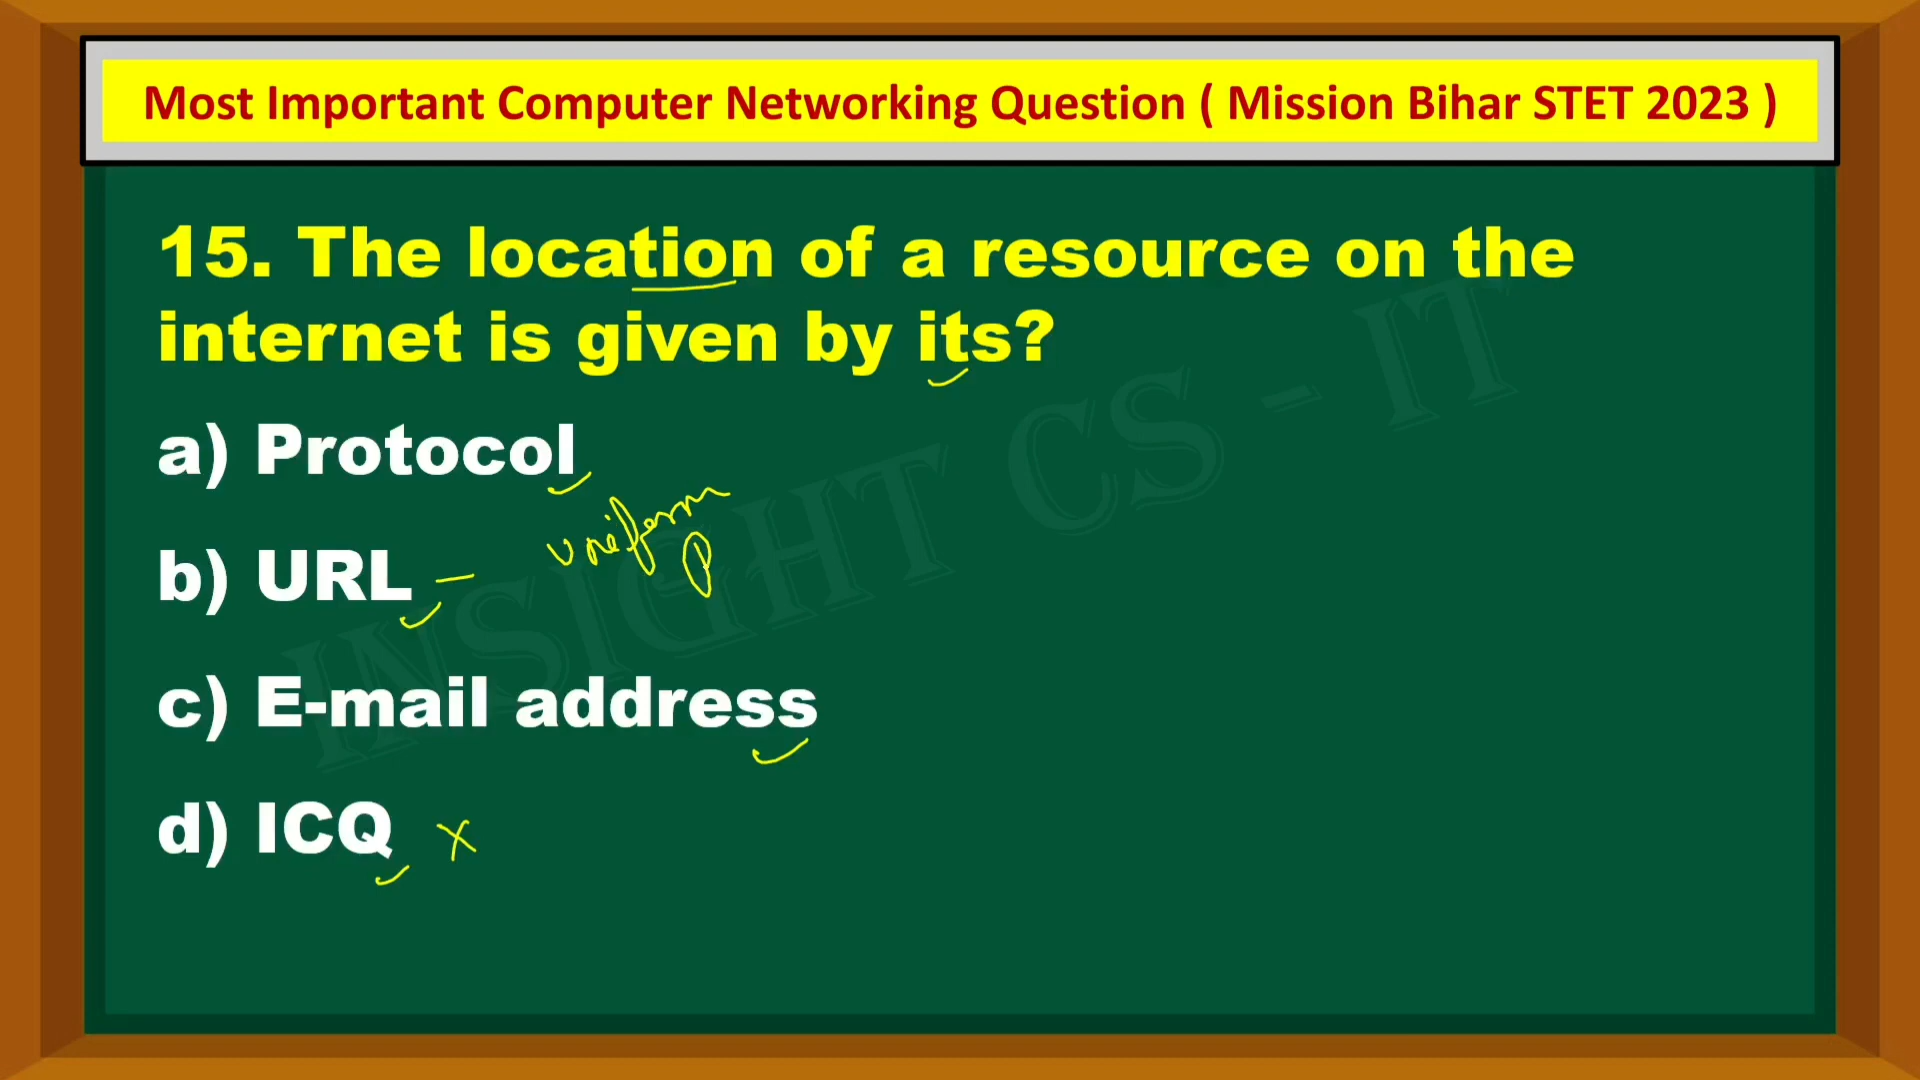 Most Important Computer Networking Question ( Mission Bihar STET 2023 )
15. The location of a resource on the
internet is given by its?
a) Protocol
uniform
b) URL –
c) E-mail address
d) ICQ x
INSIGHT CS - IT